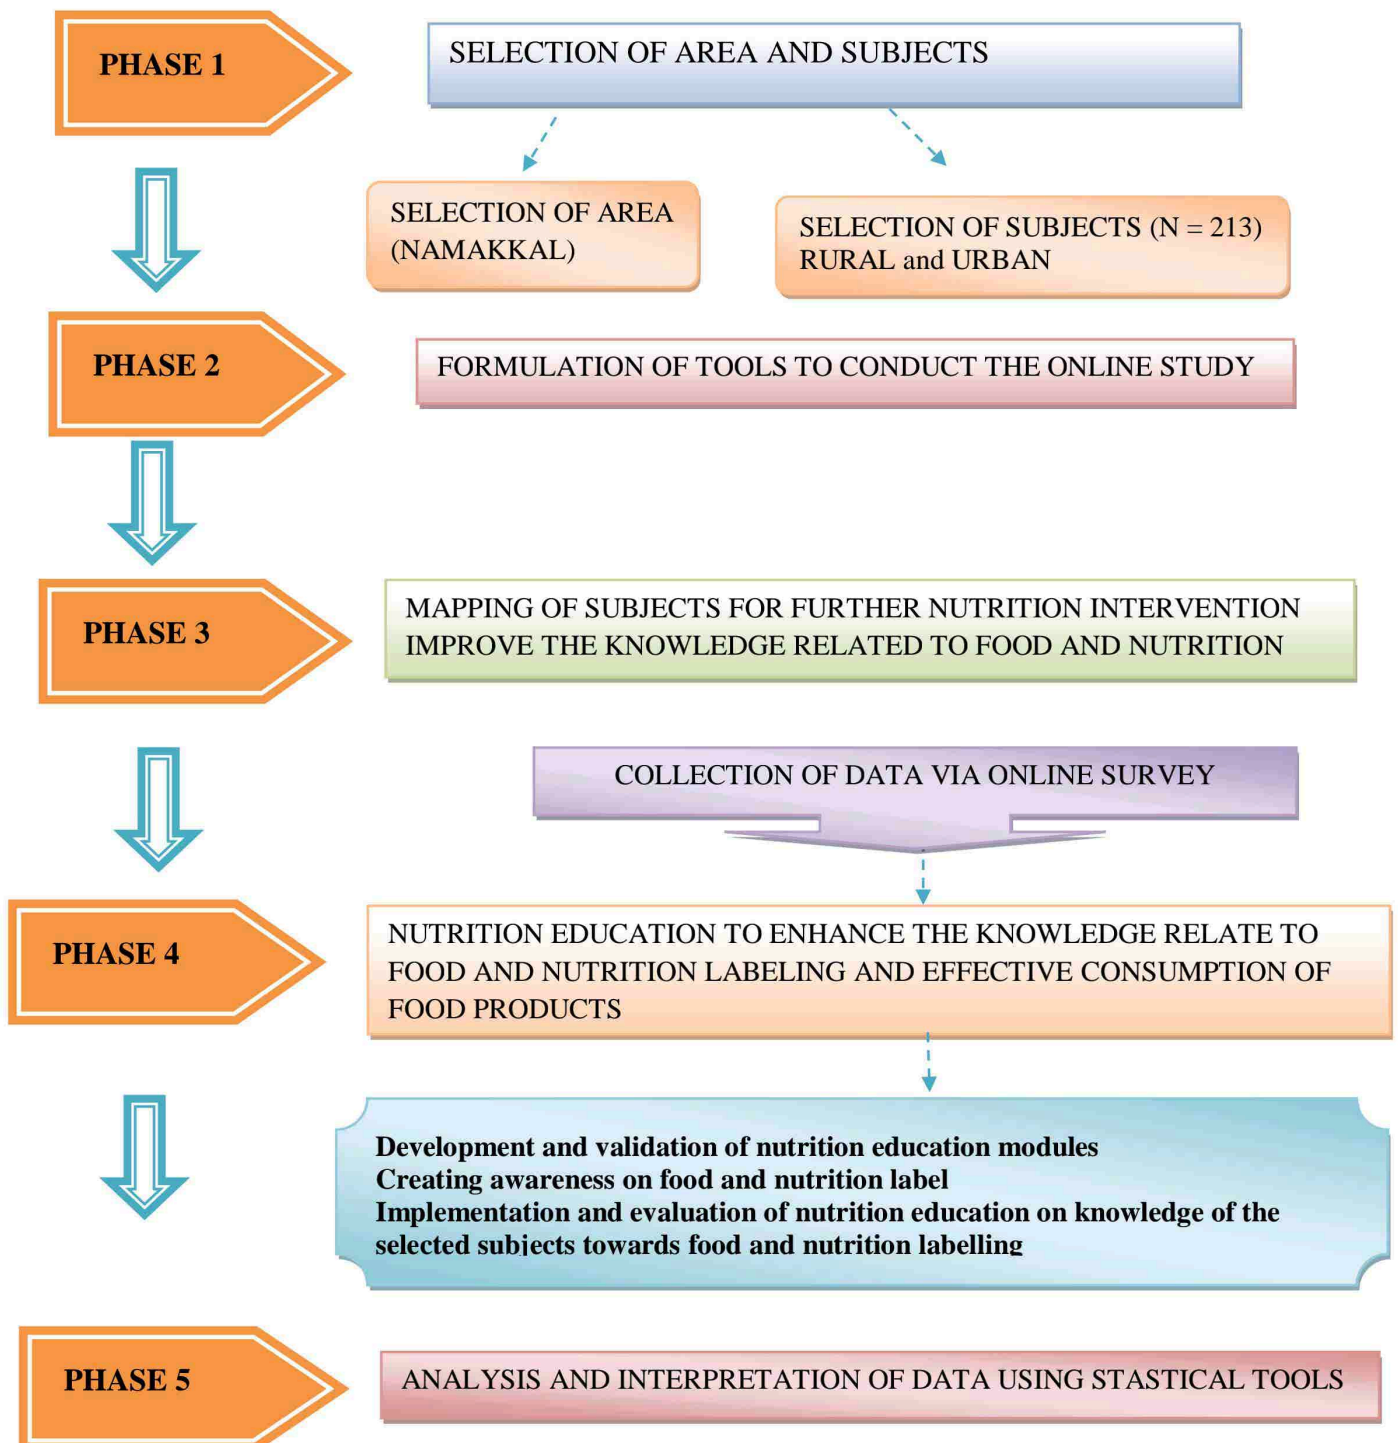 PHASE 1
SELECTION OF AREA AND SUBJECTS
SELECTION OF AREA
(NAMAKKAL)
SELECTION OF SUBJECTS (N = 213)
RURAL and URBAN
PHASE 2
FORMULATION OF TOOLS TO CONDUCT THE ONLINE STUDY
PHASE 3
MAPPING OF SUBJECTS FOR FURTHER NUTRITION INTERVENTION
IMPROVE THE KNOWLEDGE RELATED TO FOOD AND NUTRITION
COLLECTION OF DATA VIA ONLINE SURVEY
PHASE 4
NUTRITION EDUCATION TO ENHANCE THE KNOWLEDGE RELATE TO
FOOD AND NUTRITION LABELING AND EFFECTIVE CONSUMPTION OF
FOOD PRODUCTS
Development and validation of nutrition education modules
Creating awareness on food and nutrition label
Implementation and evaluation of nutrition education on knowledge of the
selected subjects towards food and nutrition labelling
PHASE 5
ANALYSIS AND INTERPRETATION OF DATA USING STASTICAL TOOLS